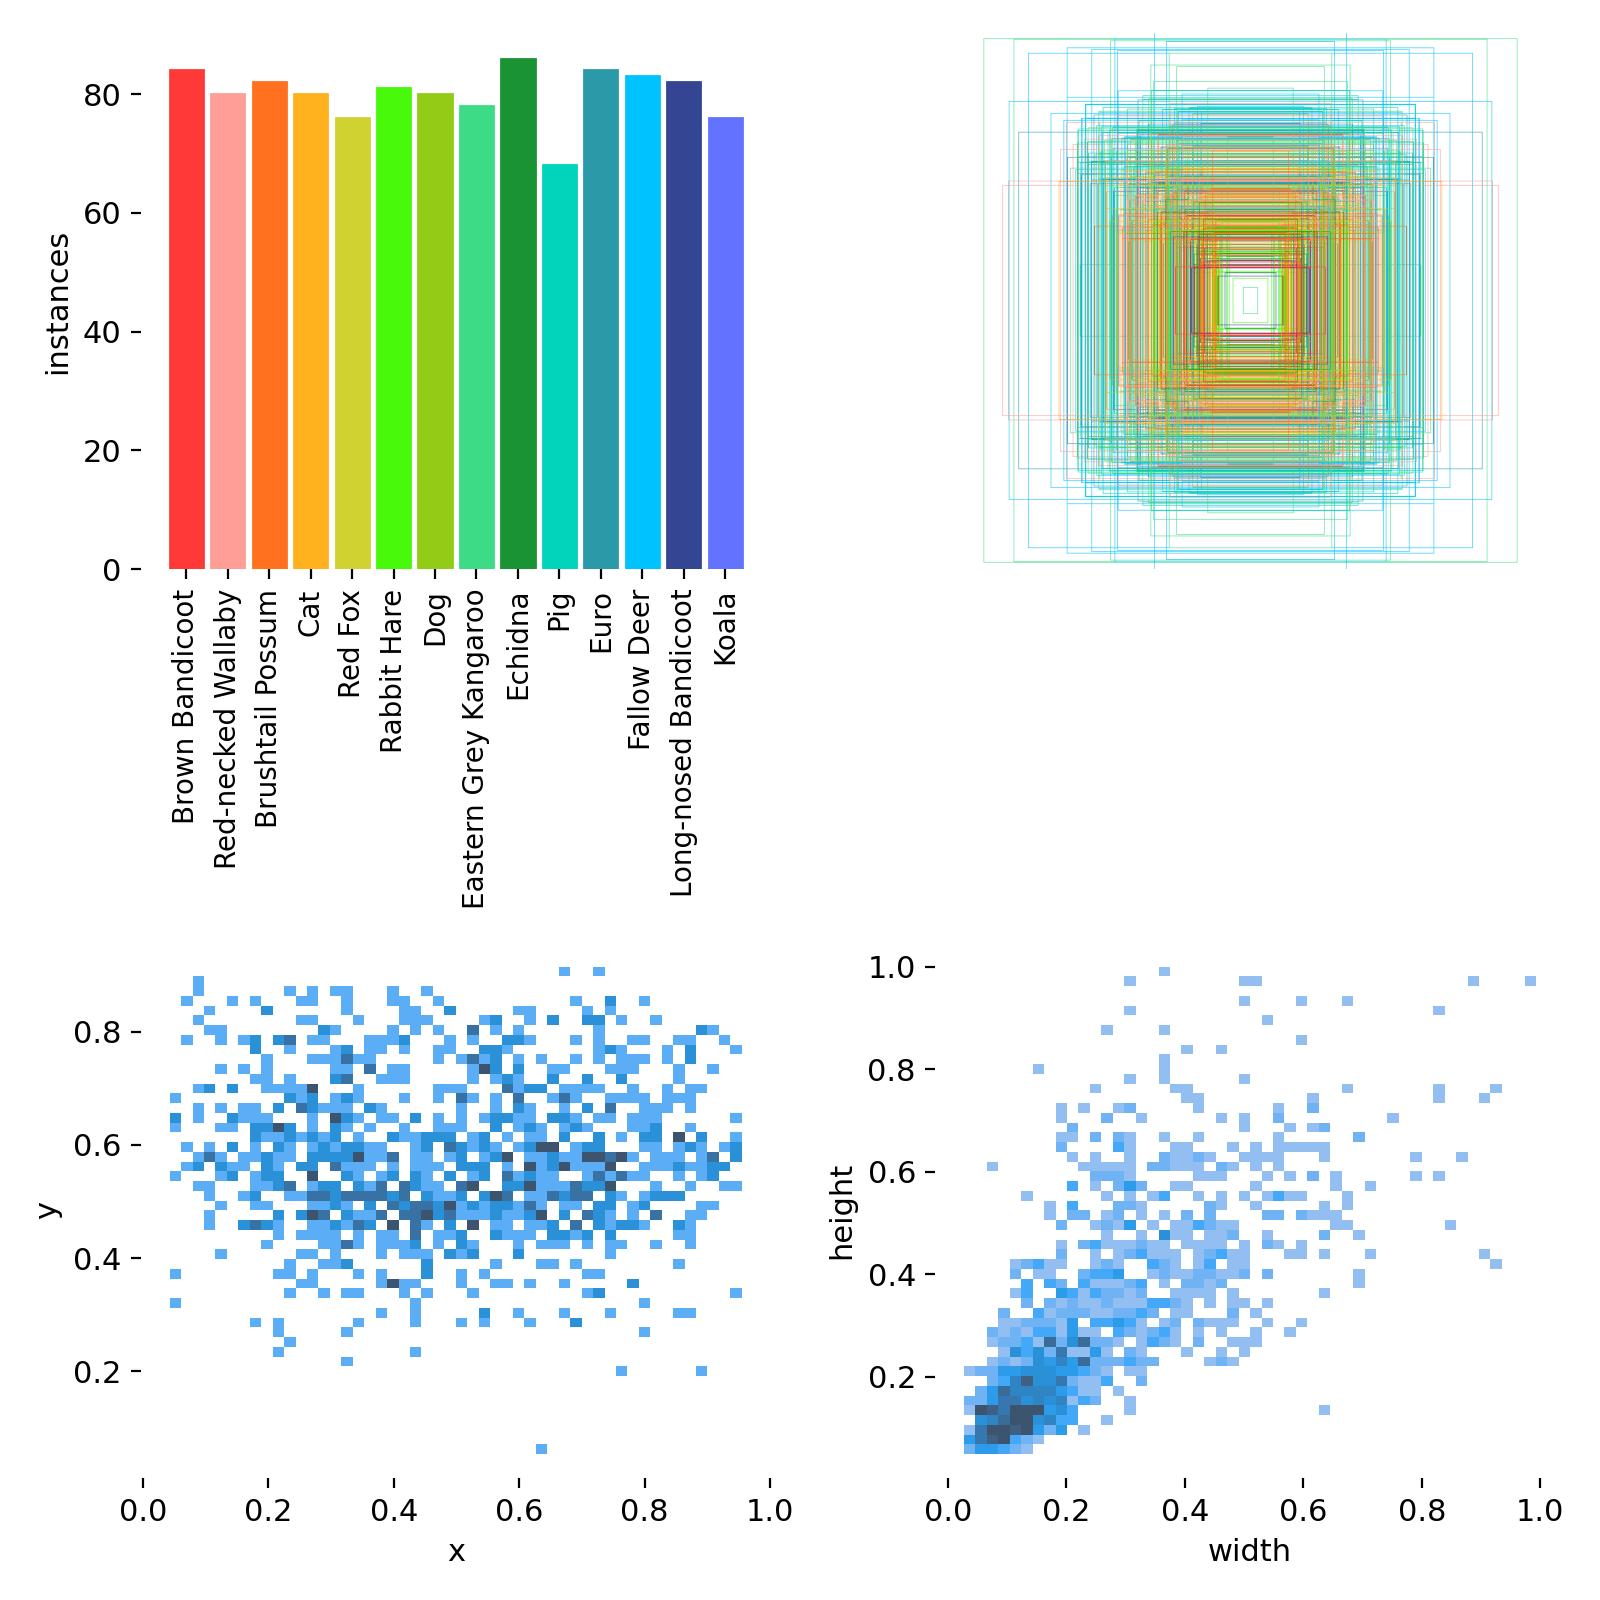 instances
80
60
40
20
0
Brown Bandicoot
Red-necked Wallaby
Brushtail Possum
Cat
Red Fox
Rabbit Hare
Dog
Eastern Grey Kangaroo
Echidna
Pig
Euro
Fallow Deer
Long-nosed Bandicoot
Koala
y
0.8
0.6
0.4
0.2
0.0 0.2 0.4 0.6 0.8 1.0
x
height
1.0
0.8
0.6
0.4
0.2
0.0 0.2 0.4 0.6 0.8 1.0
width